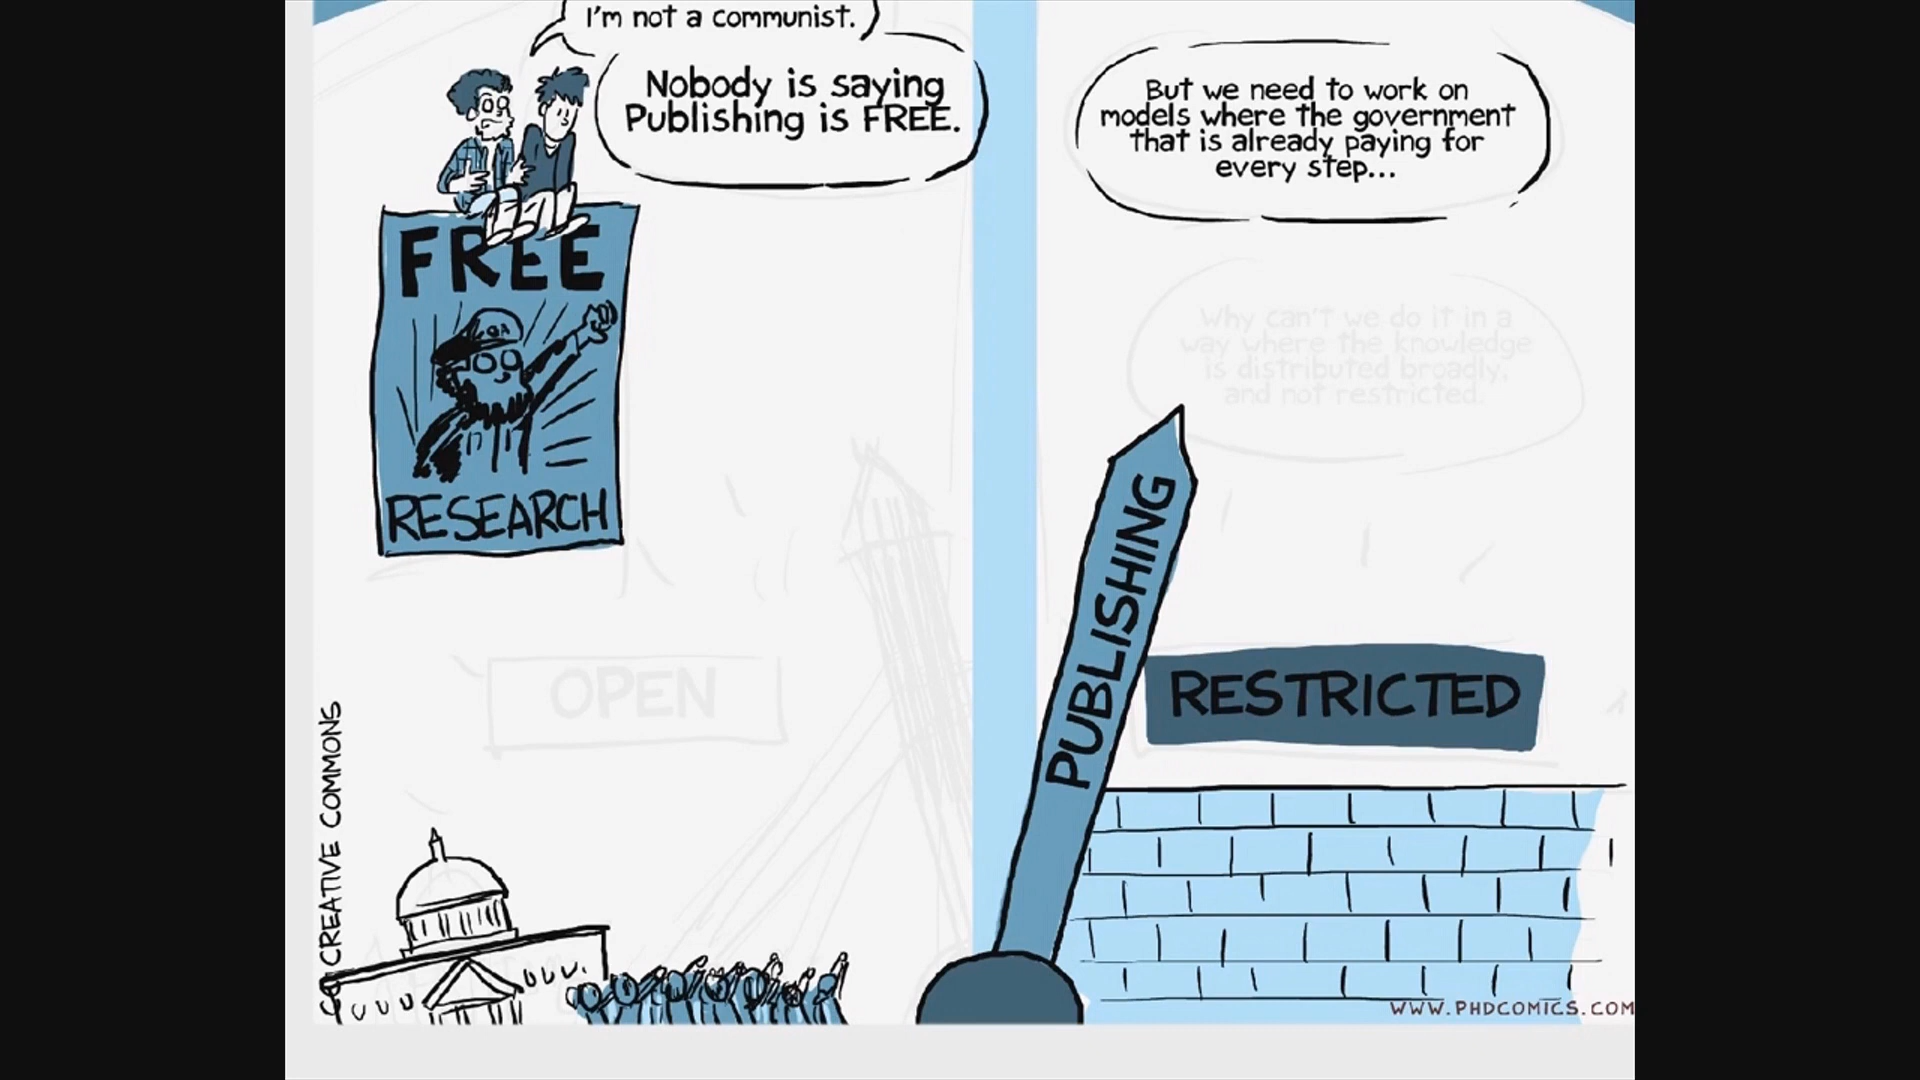 I'm not a communist.
Nobody is saying
Publishing is FREE.
But we need to work on
models where the government
that is already paying for
every step...
Why can't we do it in a
way where the knowledge
is distributed broadly,
and not restricted.
FREE
RESEARCH
PUBLISHING
OPEN
RESTRICTED
CREATIVE COMMONS
WWW.PHDCOMICS.COM